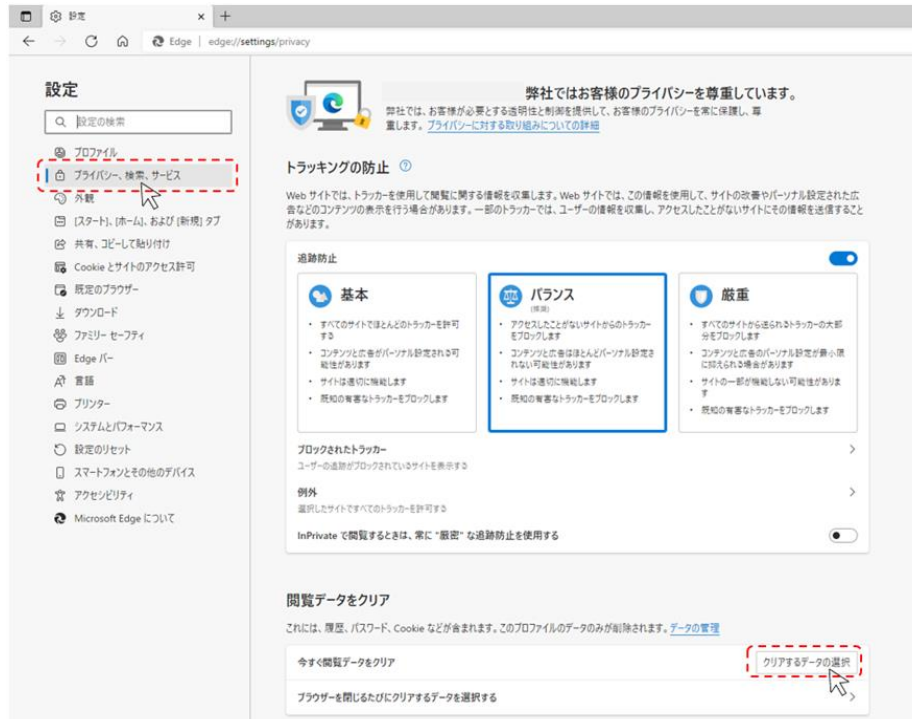 設定
Edge | edge://settings/privacy
設定
設定の検索
プロファイル
プライバシー、検索、サービス
外観
[スタート]、[ホーム]、および [新規] タブ
共有、コピーして貼り付け
Cookie とサイトのアクセス許可
既定のブラウザー
ダウンロード
ファミリー セーフティ
Edge バー
言語
プリンター
システムとパフォーマンス
設定のリセット
スマートフォンとその他のデバイス
アクセシビリティ
Microsoft Edge について
弊社ではお客様のプライバシーを尊重しています。
弊社では、お客様が必要とする透明性と制御を提供して、お客様のプライバシーを常に保護し、尊
重します。プライバシーに対する取り組みについての詳細
トラッキングの防止 ?
Web サイトでは、トラッカーを使用して閲覧に関する情報を収集します。Web サイトでは、この情報を使用して、サイトの改善やパーソナル設定された広
告などのコンテンツの表示を行う場合があります。一部のトラッカーでは、ユーザーの情報を収集し、アクセスしたことがないサイトにその情報を送信すること
があります。
追跡防止
基本
・ すべてのサイトでほとんどのトラッカーを許可
する
・ コンテンツと広告がパーソナル設定される可
能性があります
・ サイトは適切に機能します
・ 既知の有害なトラッカーをブロックします
バランス
(推奨)
・ アクセスしたことがないサイトからのトラッカー
をブロックします
・ コンテンツと広告はほとんどパーソナル設定さ
れない可能性があります
・ サイトは適切に機能します
・ 既知の有害なトラッカーをブロックします
厳重
・ すべてのサイトから送られるトラッカーの大部
分をブロックします
・ コンテンツと広告のパーソナル設定が最小限
に抑えられる場合があります
・ サイトの一部が機能しない可能性がありま
す
・ 既知の有害なトラッカーをブロックします
ブロックされたトラッカー
ユーザーの追跡がブロックされているサイトを表示する
例外
選択したサイトですべてのトラッカーを許可する
InPrivate で閲覧するときは、常に "厳密" な追跡防止を使用する
閲覧データをクリア
これには、履歴、パスワード、Cookie などが含まれます。このプロファイルのデータのみが削除されます。データの管理
今すぐ閲覧データをクリア
クリアするデータの選択
ブラウザーを閉じるたびにクリアするデータを選択する